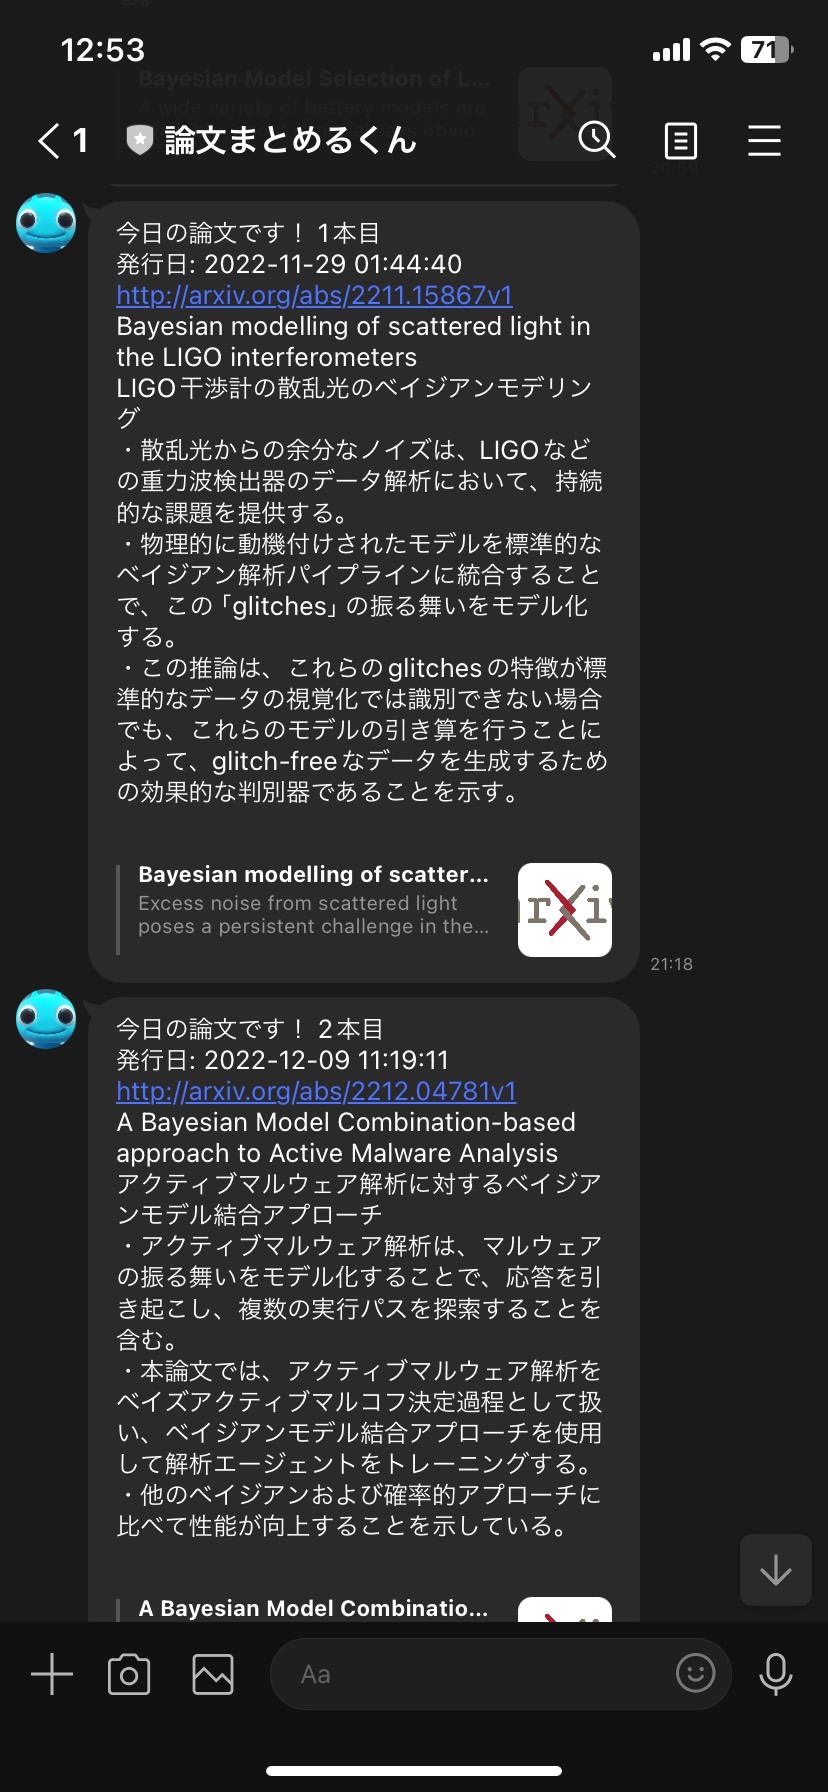 12:53
71
Bayesian Model Selection of L...
A wide variety of battery models are
1
論文まとめるくん
今日の論文です！ 1本目
発行日: 2022-11-29 01:44:40
http://arxiv.org/abs/2211.15867v1
Bayesian modelling of scattered light in
the LIGO interferometers
LIGO干渉計の散乱光のベイジアンモデリン
グ
・散乱光からの余分なノイズは、LIGOなど
の重力波検出器のデータ解析において、持続
的な課題を提供する。
・物理的に動機付けされたモデルを標準的な
ベイジアン解析パイプラインに統合すること
で、この「glitches」の振る舞いをモデル化
する。
・この推論は、これらのglitchesの特徴が標
準的なデータの視覚化では識別できない場合
でも、これらのモデルの引き算を行うことに
よって、glitch-freeなデータを生成するため
の効果的な判別器であることを示す。
Bayesian modelling of scatter...
Excess noise from scattered light
poses a persistent challenge in the...
arXiv
21:18
今日の論文です！ 2本目
発行日: 2022-12-09 11:19:11
http://arxiv.org/abs/2212.04781v1
A Bayesian Model Combination-based
approach to Active Malware Analysis
アクティブマルウェア解析に対するベイジア
ンモデル結合アプローチ
・アクティブマルウェア解析は、マルウェア
の振る舞いをモデル化することで、応答を引
き起こし、複数の実行パスを探索することを
含む。
・本論文では、アクティブマルウェア解析を
ベイズアクティブマルコフ決定過程として扱
い、ベイジアンモデル結合アプローチを使用
して解析エージェントをトレーニングする。
・他のベイジアンおよび確率的アプローチに
比べて性能が向上することを示している。
A Bayesian Model Combinatio...
Aa